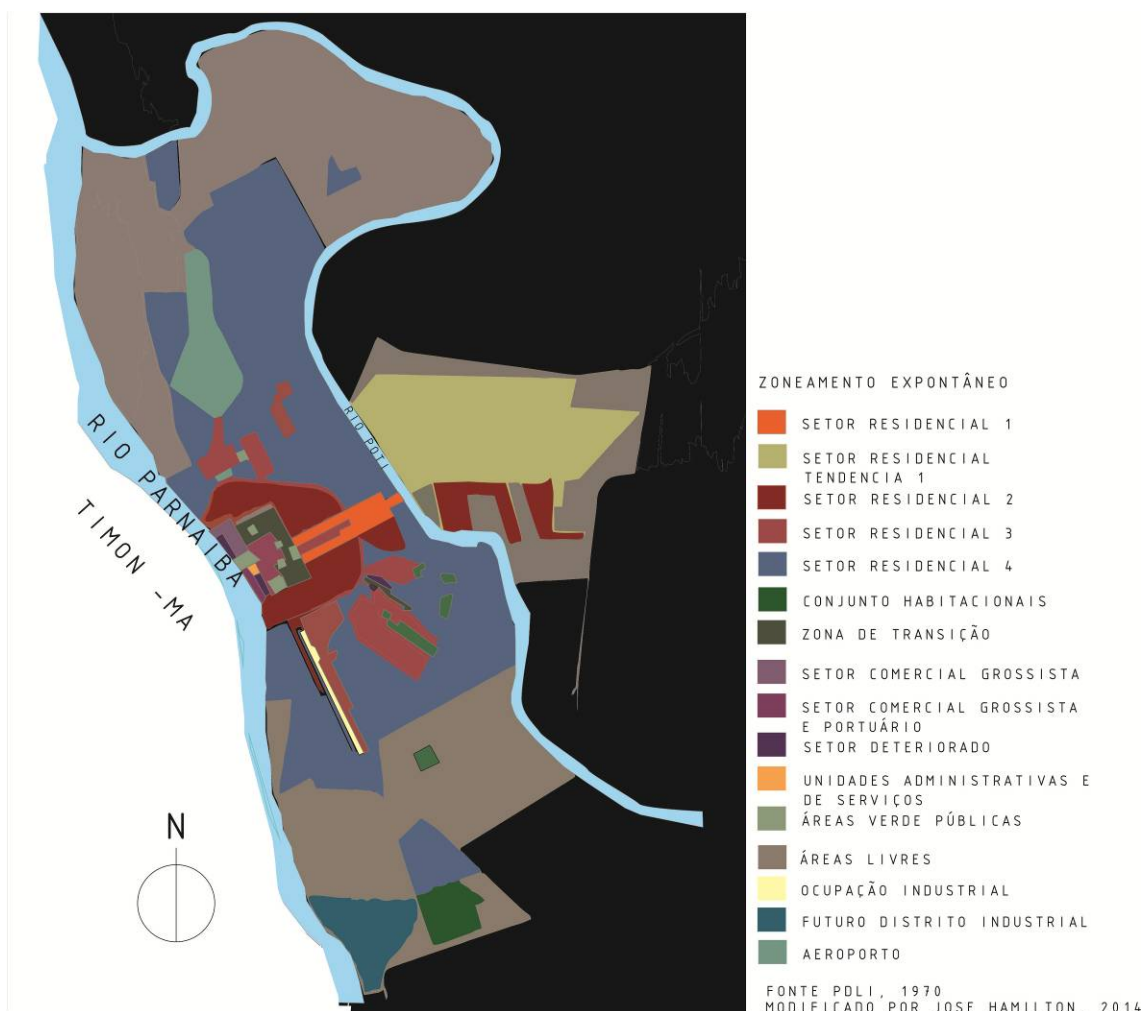 RIO POTI
RIO PARNAIBA
TIMON -MA
N
ZONEAMENTO EXPONTÂNEO
SETOR RESIDENCIAL 1
SETOR RESIDENCIAL
TENDENCIA 1
SETOR RESIDENCIAL 2
SETOR RESIDENCIAL 3
SETOR RESIDENCIAL 4
CONJUNTO HABITACIONAIS
ZONA DE TRANSIÇÃO
SETOR COMERCIAL GROSSISTA
SETOR COMERCIAL GROSSISTA
E PORTUÁRIO
SETOR DETERIORADO
UNIDADES ADMINISTRATIVAS E
DE SERVIÇOS
ÁREAS VERDE PÚBLICAS
ÁREAS LIVRES
OCUPAÇÃO INDUSTRIAL
FUTURO DISTRITO INDUSTRIAL
AEROPORTO
FONTE PDLI, 1970
MODIFICADO POR JOSE HAMILTON, 2014